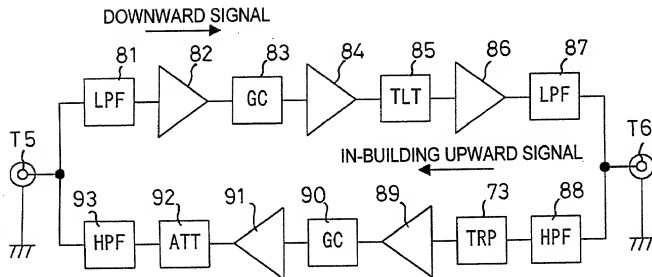 DOWNWARD SIGNAL
81 82 83 84 85 86 87
LPF GC TLT LPF
T5 T6
IN-BUILDING UPWARD SIGNAL
93 92 91 90 89 73 88
HPF ATT GC TRP HPF